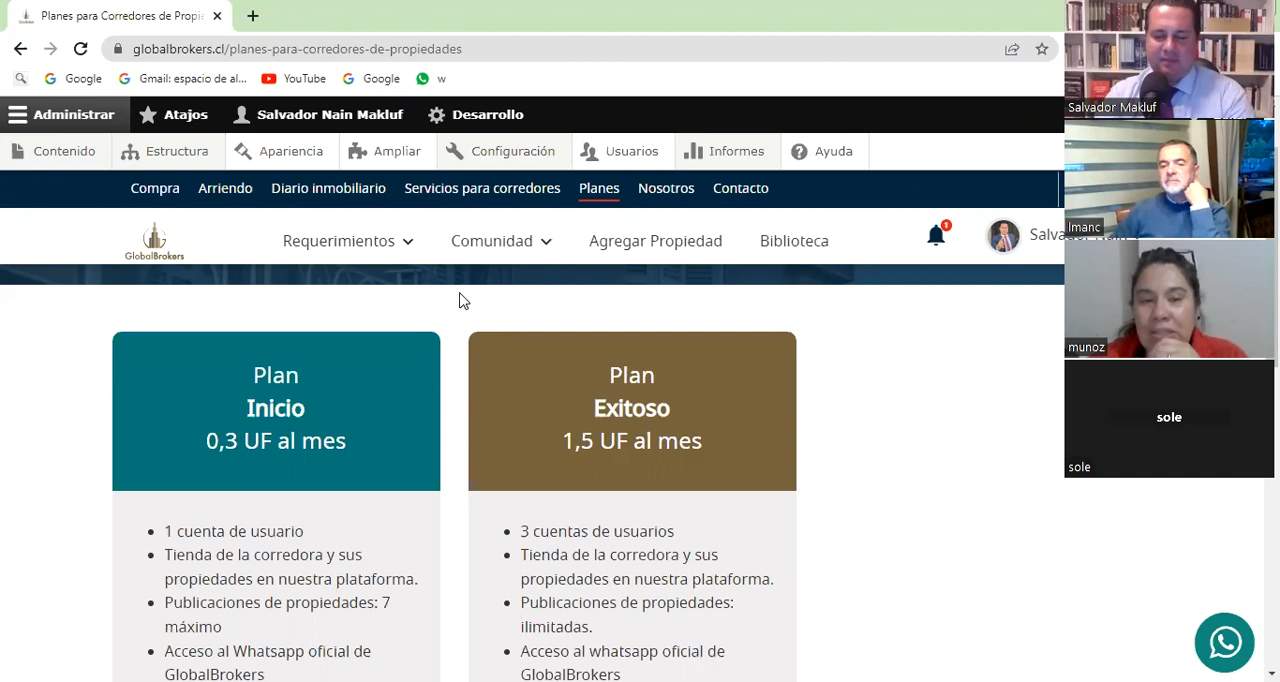 Planes para Corredores de Propi
globalbrokers.cl/planes-para-corredores-de-propiedades
Google
Gmail: espacio de al...
YouTube
Google
w
Administrar
Atajos
Salvador Nain Makluf
Desarrollo
Contenido
Estructura
Apariencia
Ampliar
Configuración
Usuarios
Informes
Ayuda
Compra
Arriendo
Diario inmobiliario
Servicios para corredores
Planes
Nosotros
Contacto
GlobalBrokers
Requerimientos
Comunidad
Agregar Propiedad
Biblioteca
1
Plan
Inicio
0,3 UF al mes
1 cuenta de usuario
Tienda de la corredora y sus
propiedades en nuestra plataforma.
Publicaciones de propiedades: 7
máximo
Acceso al Whatsapp oficial de
GlobalBrokers
Plan
Exitoso
1,5 UF al mes
3 cuentas de usuarios
Tienda de la corredora y sus
propiedades en nuestra plataforma.
Publicaciones de propiedades:
ilimitadas.
Acceso al whatsapp oficial de
GlobalBrokers
Salvador Makluf
lmanc
munoz
sole
sole